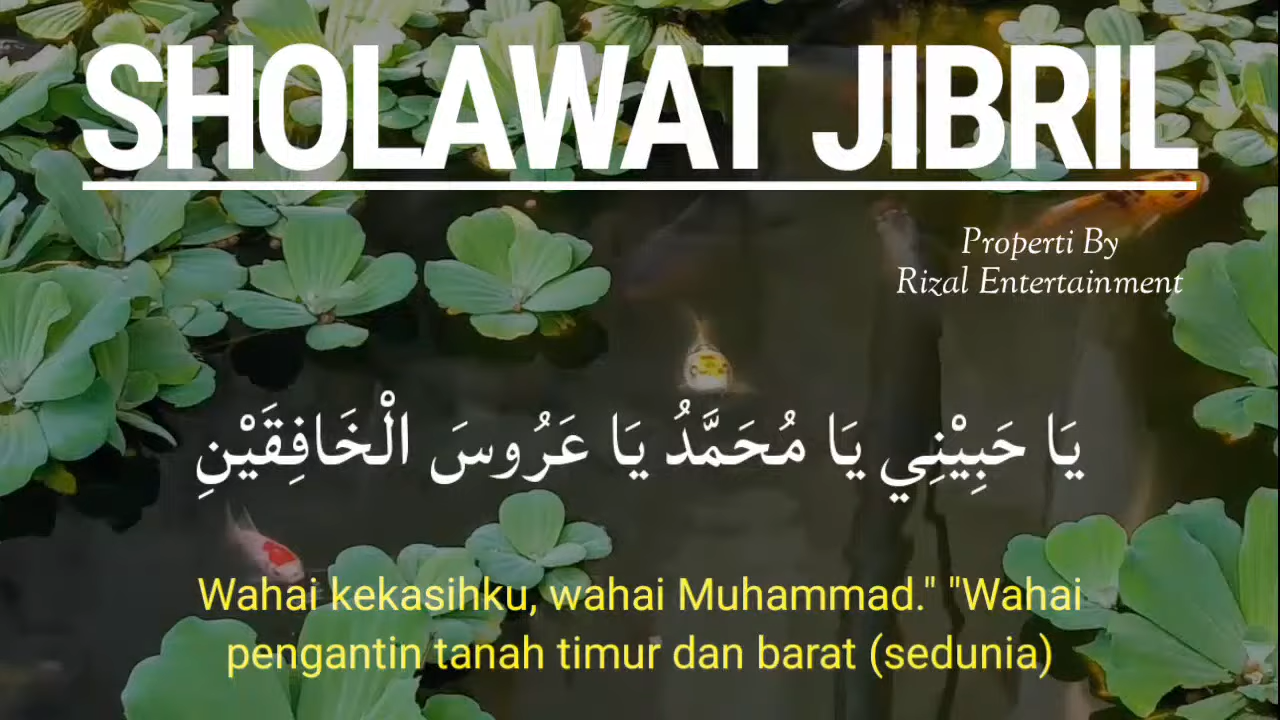 SHOLAWAT JIBRIL
Properti By
Rizal Entertainment
يَا حَبِيْنِي يَا مُحَمَّدُ يَا عَرُوسَ الْخَافِقَيْنِ
Wahai kekasihku, wahai Muhammad." "Wahai
pengantin tanah timur dan barat (sedunia)